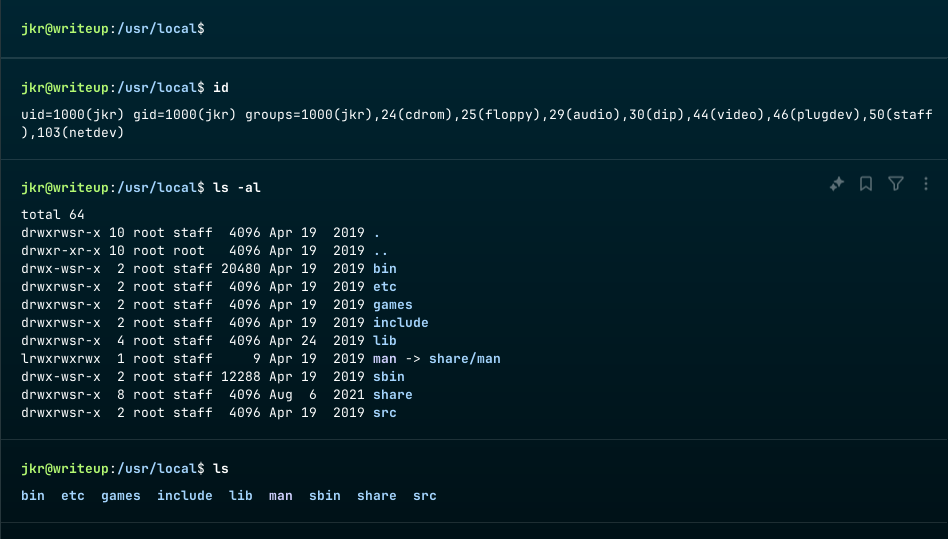 jkr@writeup:/usr/local$
jkr@writeup:/usr/local$ id
uid=1000(jkr) gid=1000(jkr) groups=1000(jkr),24(cdrom),25(floppy),29(audio),30(dip),44(video),46(plugdev),50(staff
),103(netdev)
jkr@writeup:/usr/local$ ls -al
total 64
drwxrwsr-x 10 root staff  4096 Apr 19  2019 .
drwxr-xr-x 10 root root   4096 Apr 19  2019 ..
drwx-wsr-x  2 root staff 20480 Apr 19  2019 bin
drwxrwsr-x  2 root staff  4096 Apr 19  2019 etc
drwxrwsr-x  2 root staff  4096 Apr 19  2019 games
drwxrwsr-x  2 root staff  4096 Apr 19  2019 include
drwxrwsr-x  4 root staff  4096 Apr 24  2019 lib
lrwxrwxrwx  1 root staff     9 Apr 19  2019 man -> share/man
drwx-wsr-x  2 root staff 12288 Apr 19  2019 sbin
drwxrwsr-x  8 root staff  4096 Aug  6  2021 share
drwxrwsr-x  2 root staff  4096 Apr 19  2019 src
jkr@writeup:/usr/local$ ls
bin  etc  games  include  lib  man  sbin  share  src